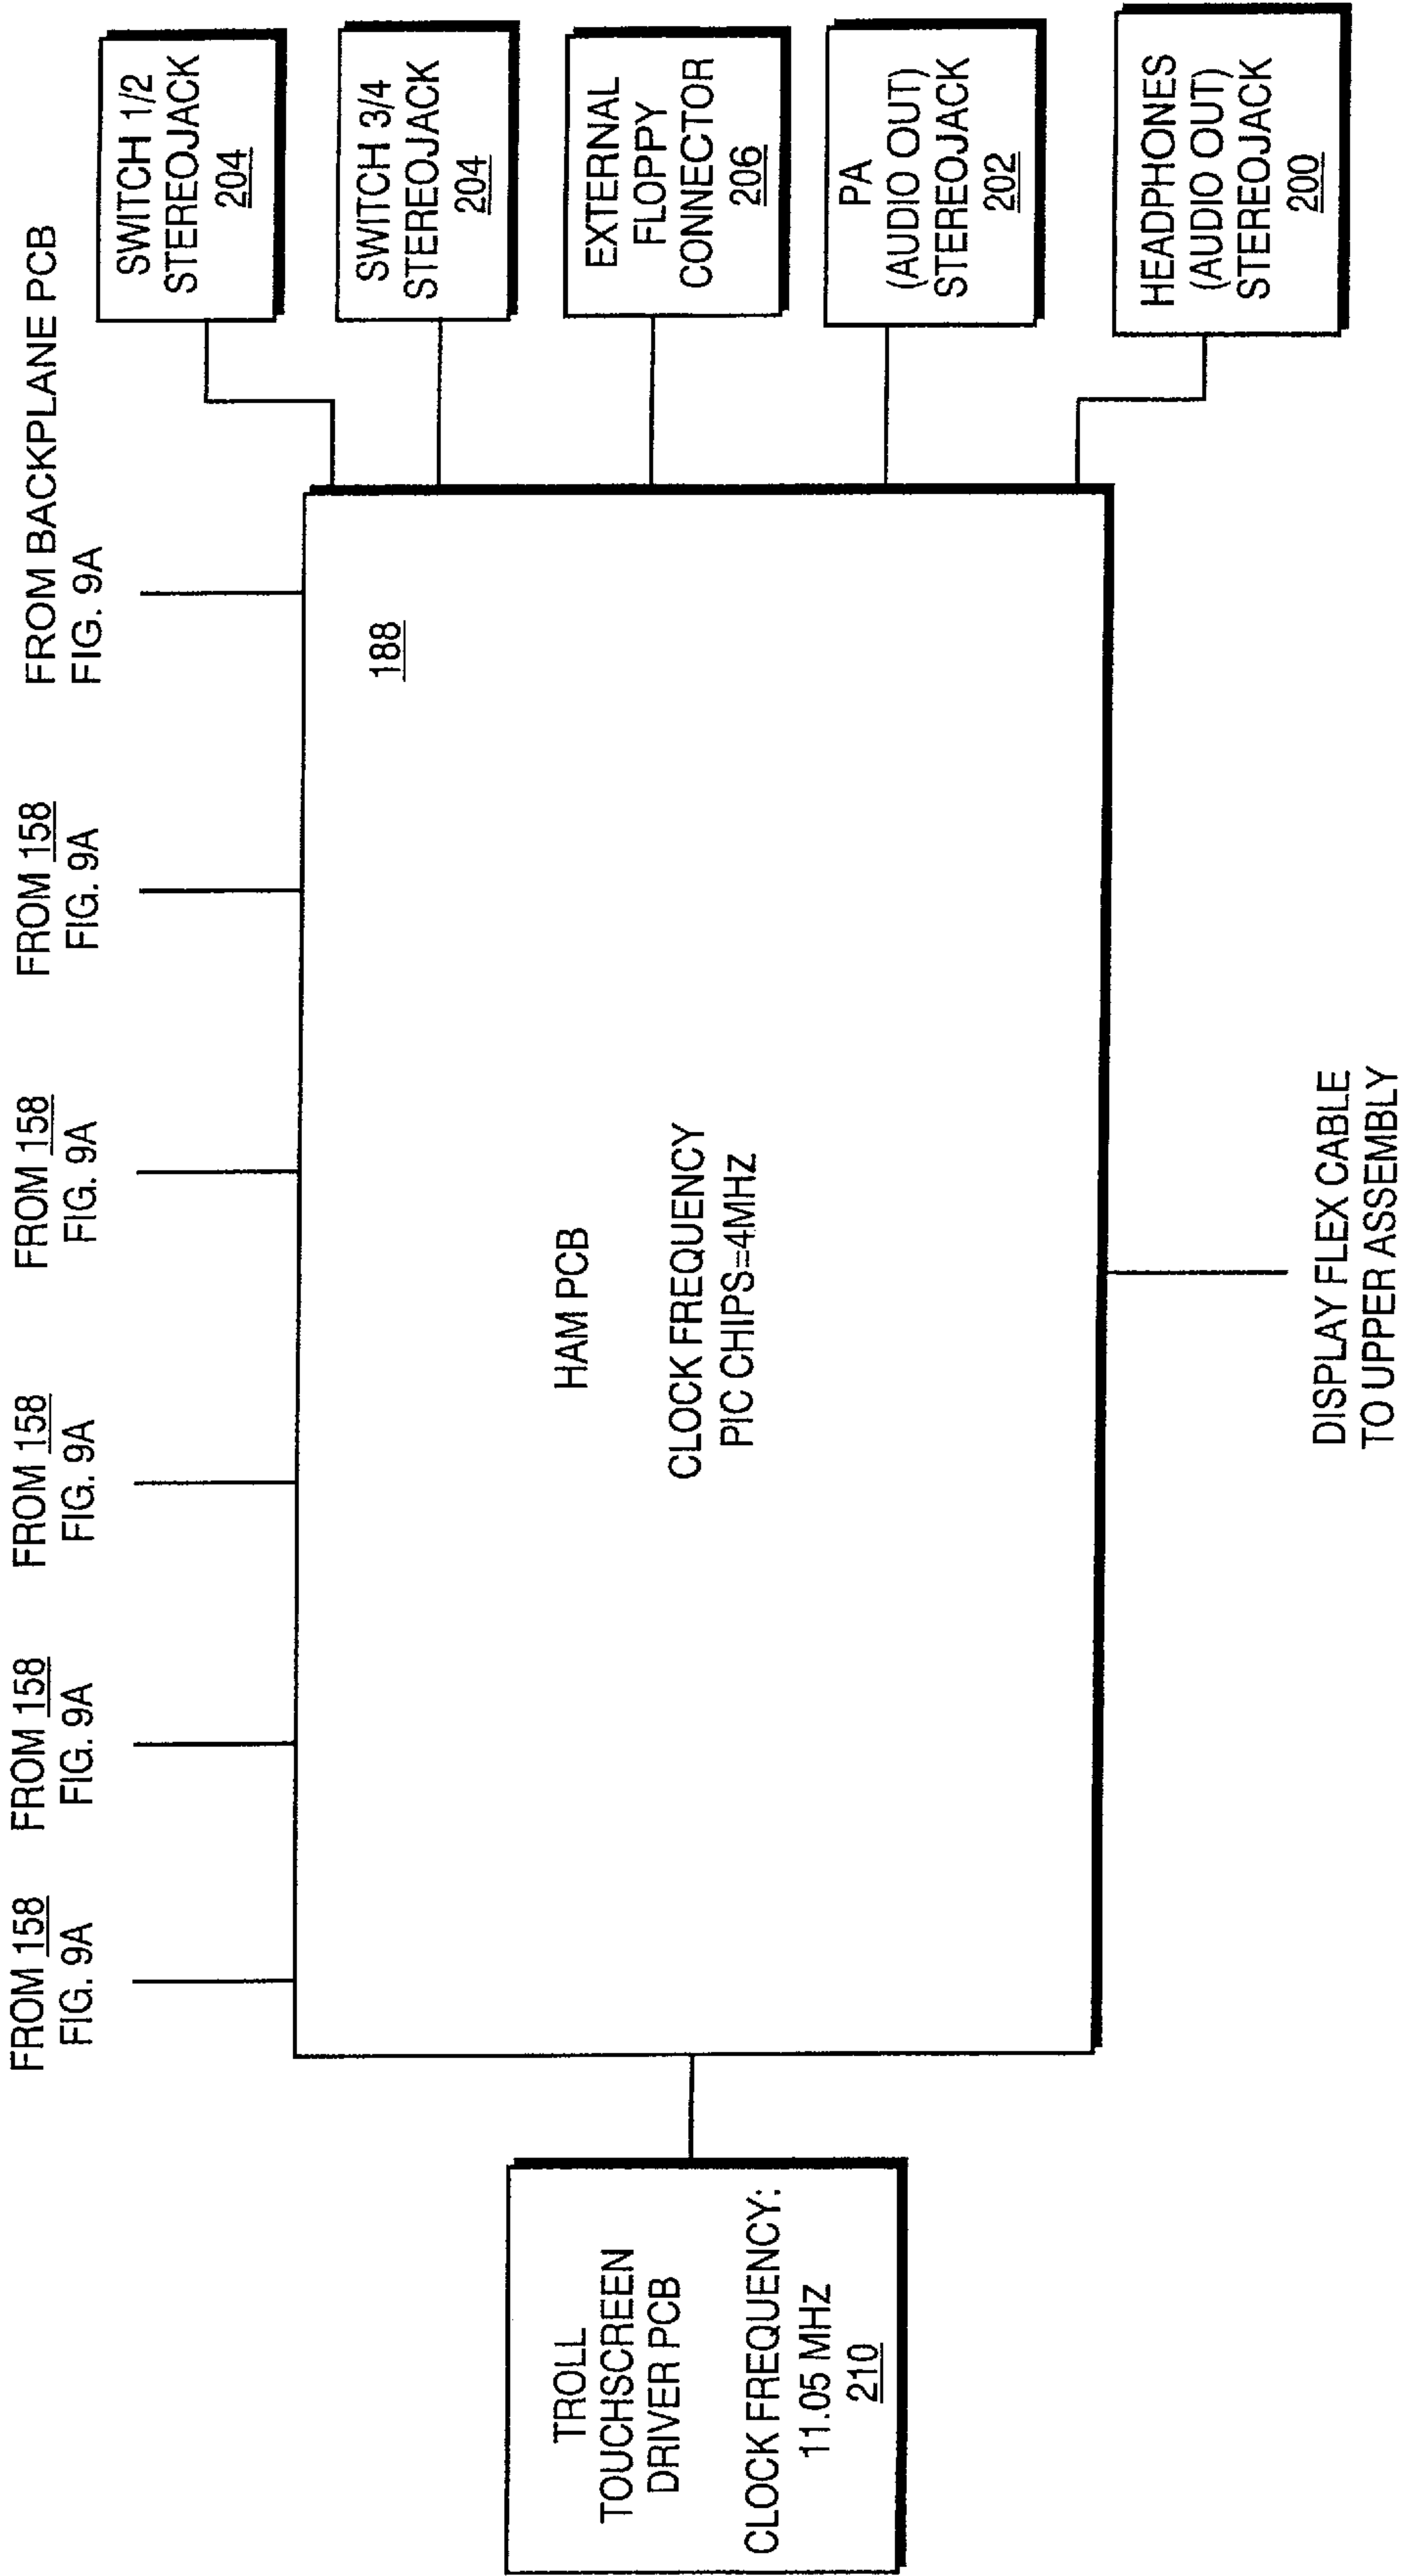 FROM 158
FIG. 9A
FROM 158
FIG. 9A
FROM 158
FIG. 9A
FROM 158
FIG. 9A
FROM 158
FIG. 9A
FROM BACKPLANE PCB
FIG. 9A
TROLL
TOUCHSCREEN
DRIVER PCB
CLOCK FREQUENCY:
11.05 MHZ
210
188
HAM PCB
CLOCK FREQUENCY
PIC CHIPS=4MHZ
SWITCH 1/2
STEREOJACK
204
SWITCH 3/4
STEREOJACK
204
EXTERNAL
FLOPPY
CONNECTOR
206
PA
(AUDIO OUT)
STEREOJACK
202
HEADPHONES
(AUDIO OUT)
STEREOJACK
200
DISPLAY FLEX CABLE
TO UPPER ASSEMBLY